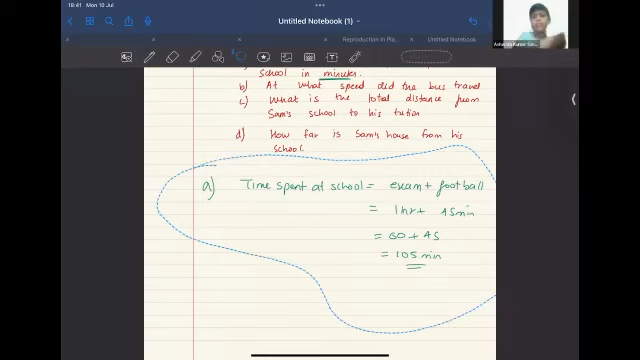 18:41 Mon 10 Jul
Untitled Notebook (1)
Reproduction in Pla...
Untitled Notebook
school in minutes
b) At what speed did the bus travel
c) What is the total distance from
Sam's school to his tution
d) How far is Sam's house from his
school.
a) Time spent at school = exam + football
= 1hr + 45min
= 60 + 45
= 105 min